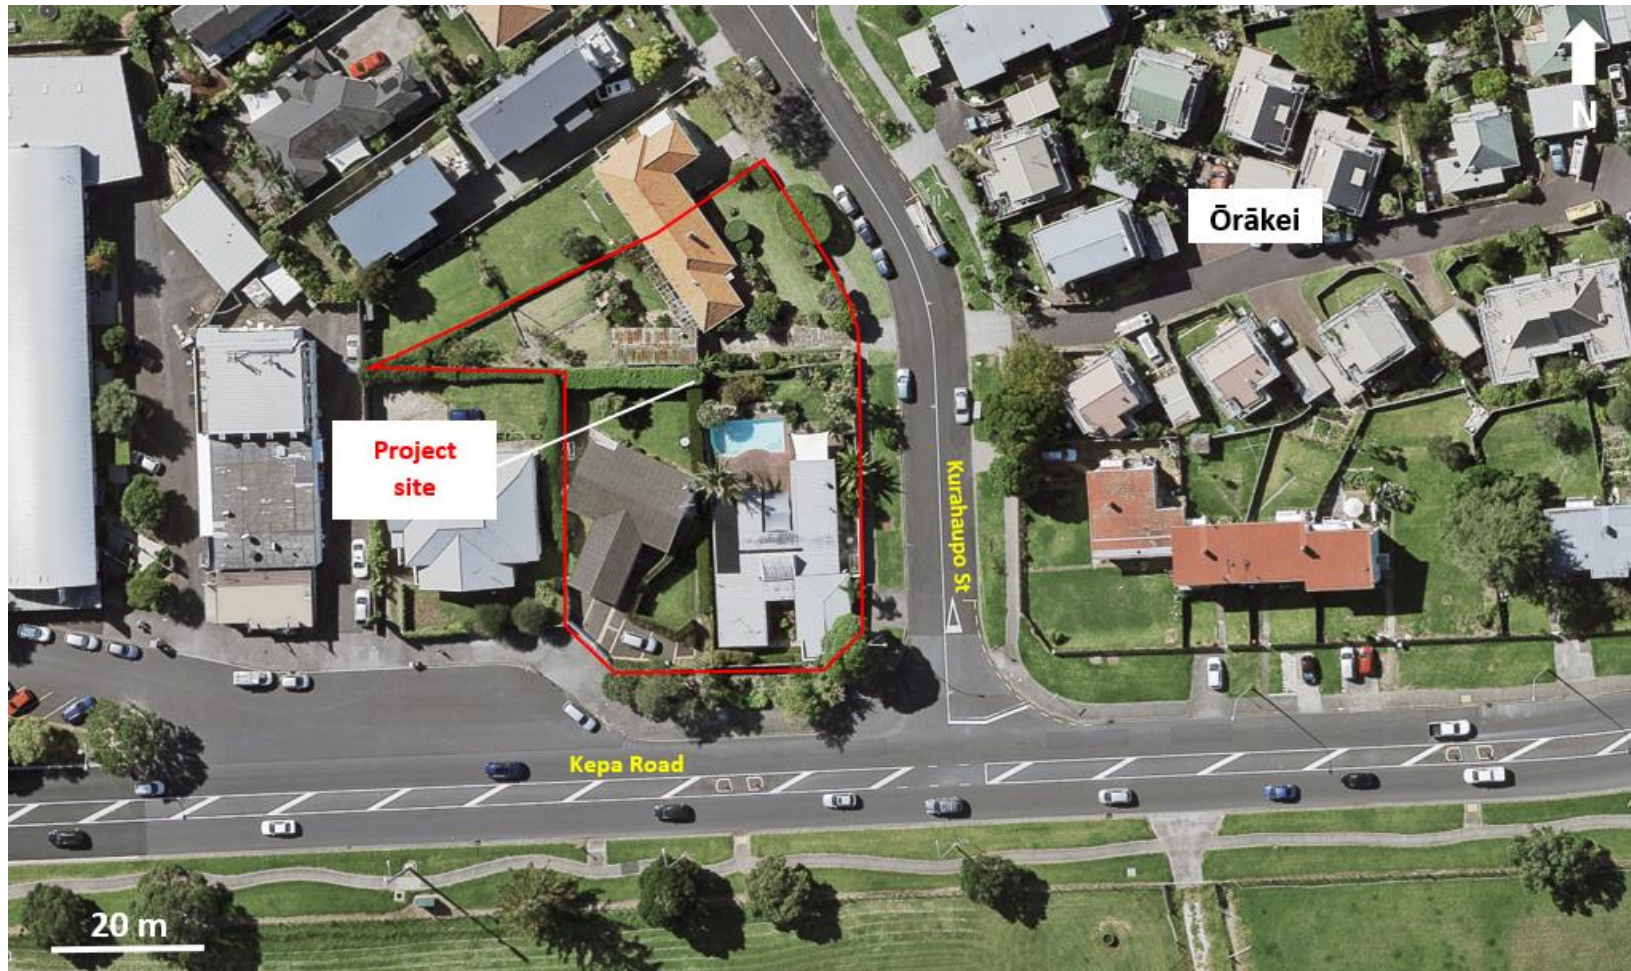 N
Ōrākei
Project
site
Kurahaupo St
Kepa Road
20 m